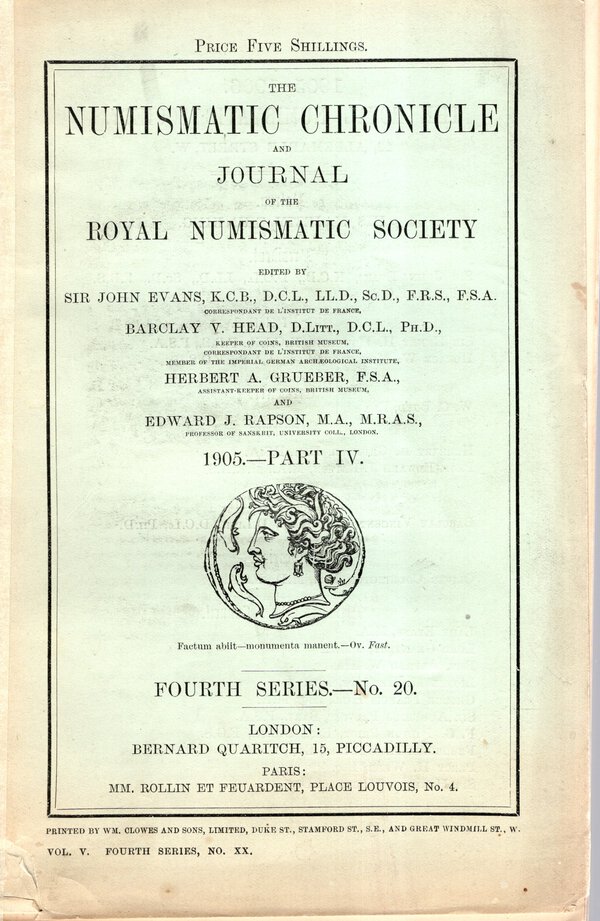 Price Five Shillings.
THE
NUMISMATIC CHRONICLE
AND
JOURNAL
OF THE
ROYAL NUMISMATIC SOCIETY
EDITED BY
SIR JOHN EVANS, K.C.B., D.C.L., LL.D., Sc.D., F.R.S., F.S.A.
CORRESPONDANT DE L'INSTITUT DE FRANCE,
BARCLAY V. HEAD, D.Litt., D.C.L., Ph.D.,
KEEPER OF COINS, BRITISH MUSEUM,
CORRESPONDANT DE L'INSTITUT DE FRANCE,
MEMBER OF THE IMPERIAL GERMAN ARCHÆOLOGICAL INSTITUTE,
HERBERT A. GRUEBER, F.S.A.,
ASSISTANT-KEEPER OF COINS, BRITISH MUSEUM,
AND
EDWARD J. RAPSON, M.A., M.R.A.S.,
PROFESSOR OF SANSKRIT, UNIVERSITY COLL., LONDON.
1905.—PART IV.
Factum abiit—monumenta manent.—Ov. Fast.
FOURTH SERIES.—No. 20.
LONDON:
BERNARD QUARITCH, 15, PICCADILLY.
PARIS:
MM. ROLLIN ET FEUARDENT, PLACE LOUVOIS, No. 4.
PRINTED BY WM. CLOWES AND SONS, LIMITED, DUKE ST., STAMFORD ST., S.E., AND GREAT WINDMILL ST., W.
VOL. V. FOURTH SERIES, NO. XX.